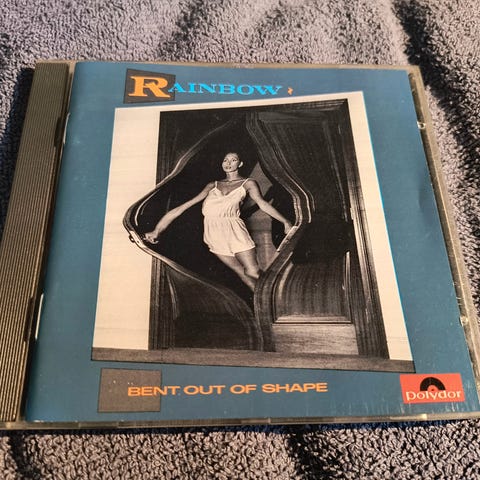 RAINBOW
BENT OUT OF SHAPE
polydor